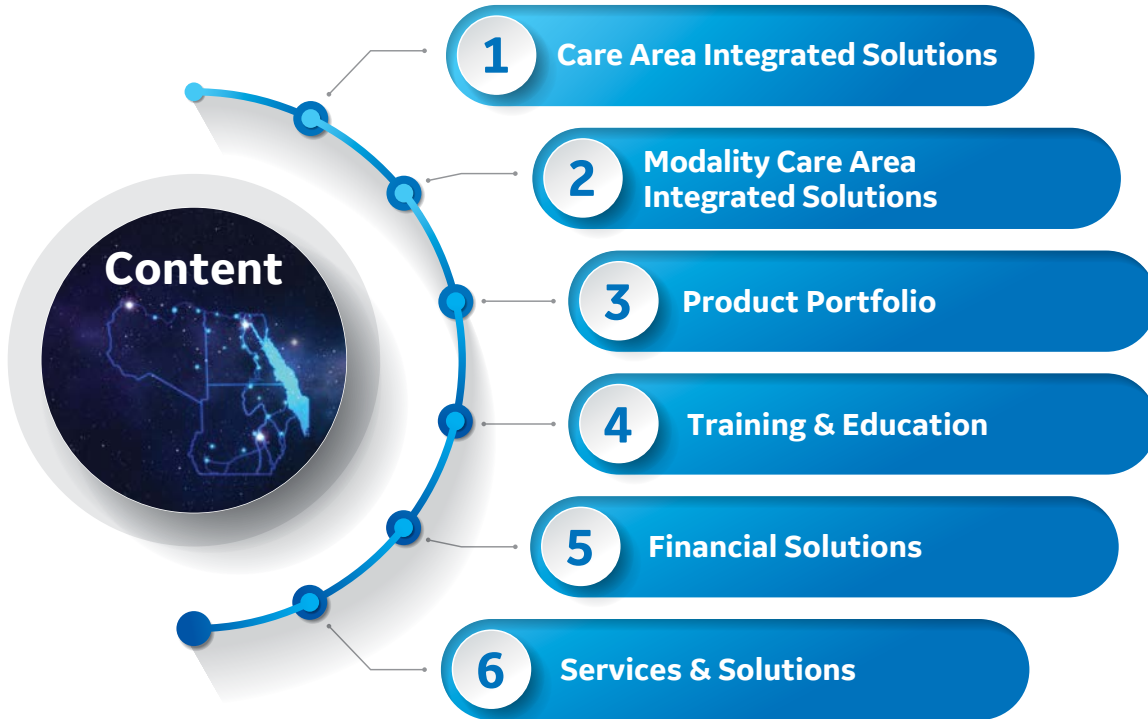 Content
1
Care Area Integrated Solutions
2
Modality Care Area
Integrated Solutions
3
Product Portfolio
4
Training & Education
5
Financial Solutions
6
Services & Solutions